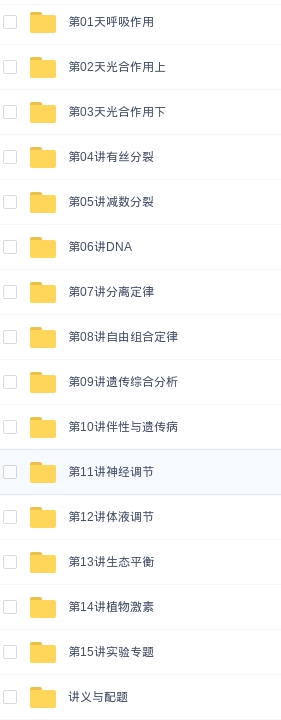 第01天呼吸作用
第02天光合作用上
第03天光合作用下
第04讲有丝分裂
第05讲减数分裂
第06讲DNA
第07讲分离定律
第08讲自由组合定律
第09讲遗传综合分析
第10讲伴性与遗传病
第11讲神经调节
第12讲体液调节
第13讲生态平衡
第14讲植物激素
第15讲实验专题
讲义与配题